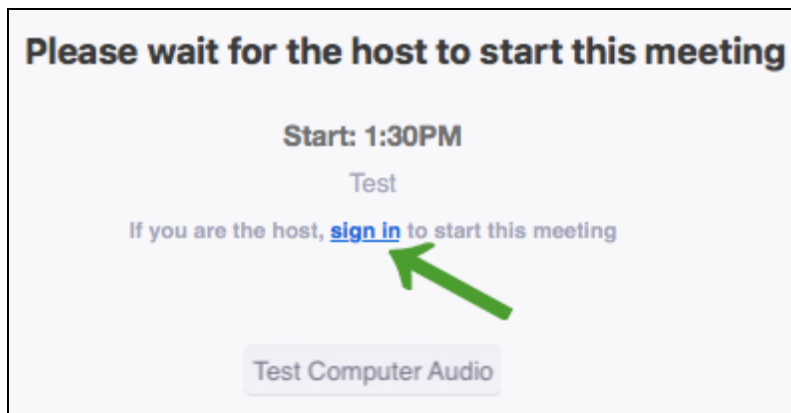 Please wait for the host to start this meeting
Start: 1:30PM
Test
If you are the host, sign in to start this meeting
Test Computer Audio